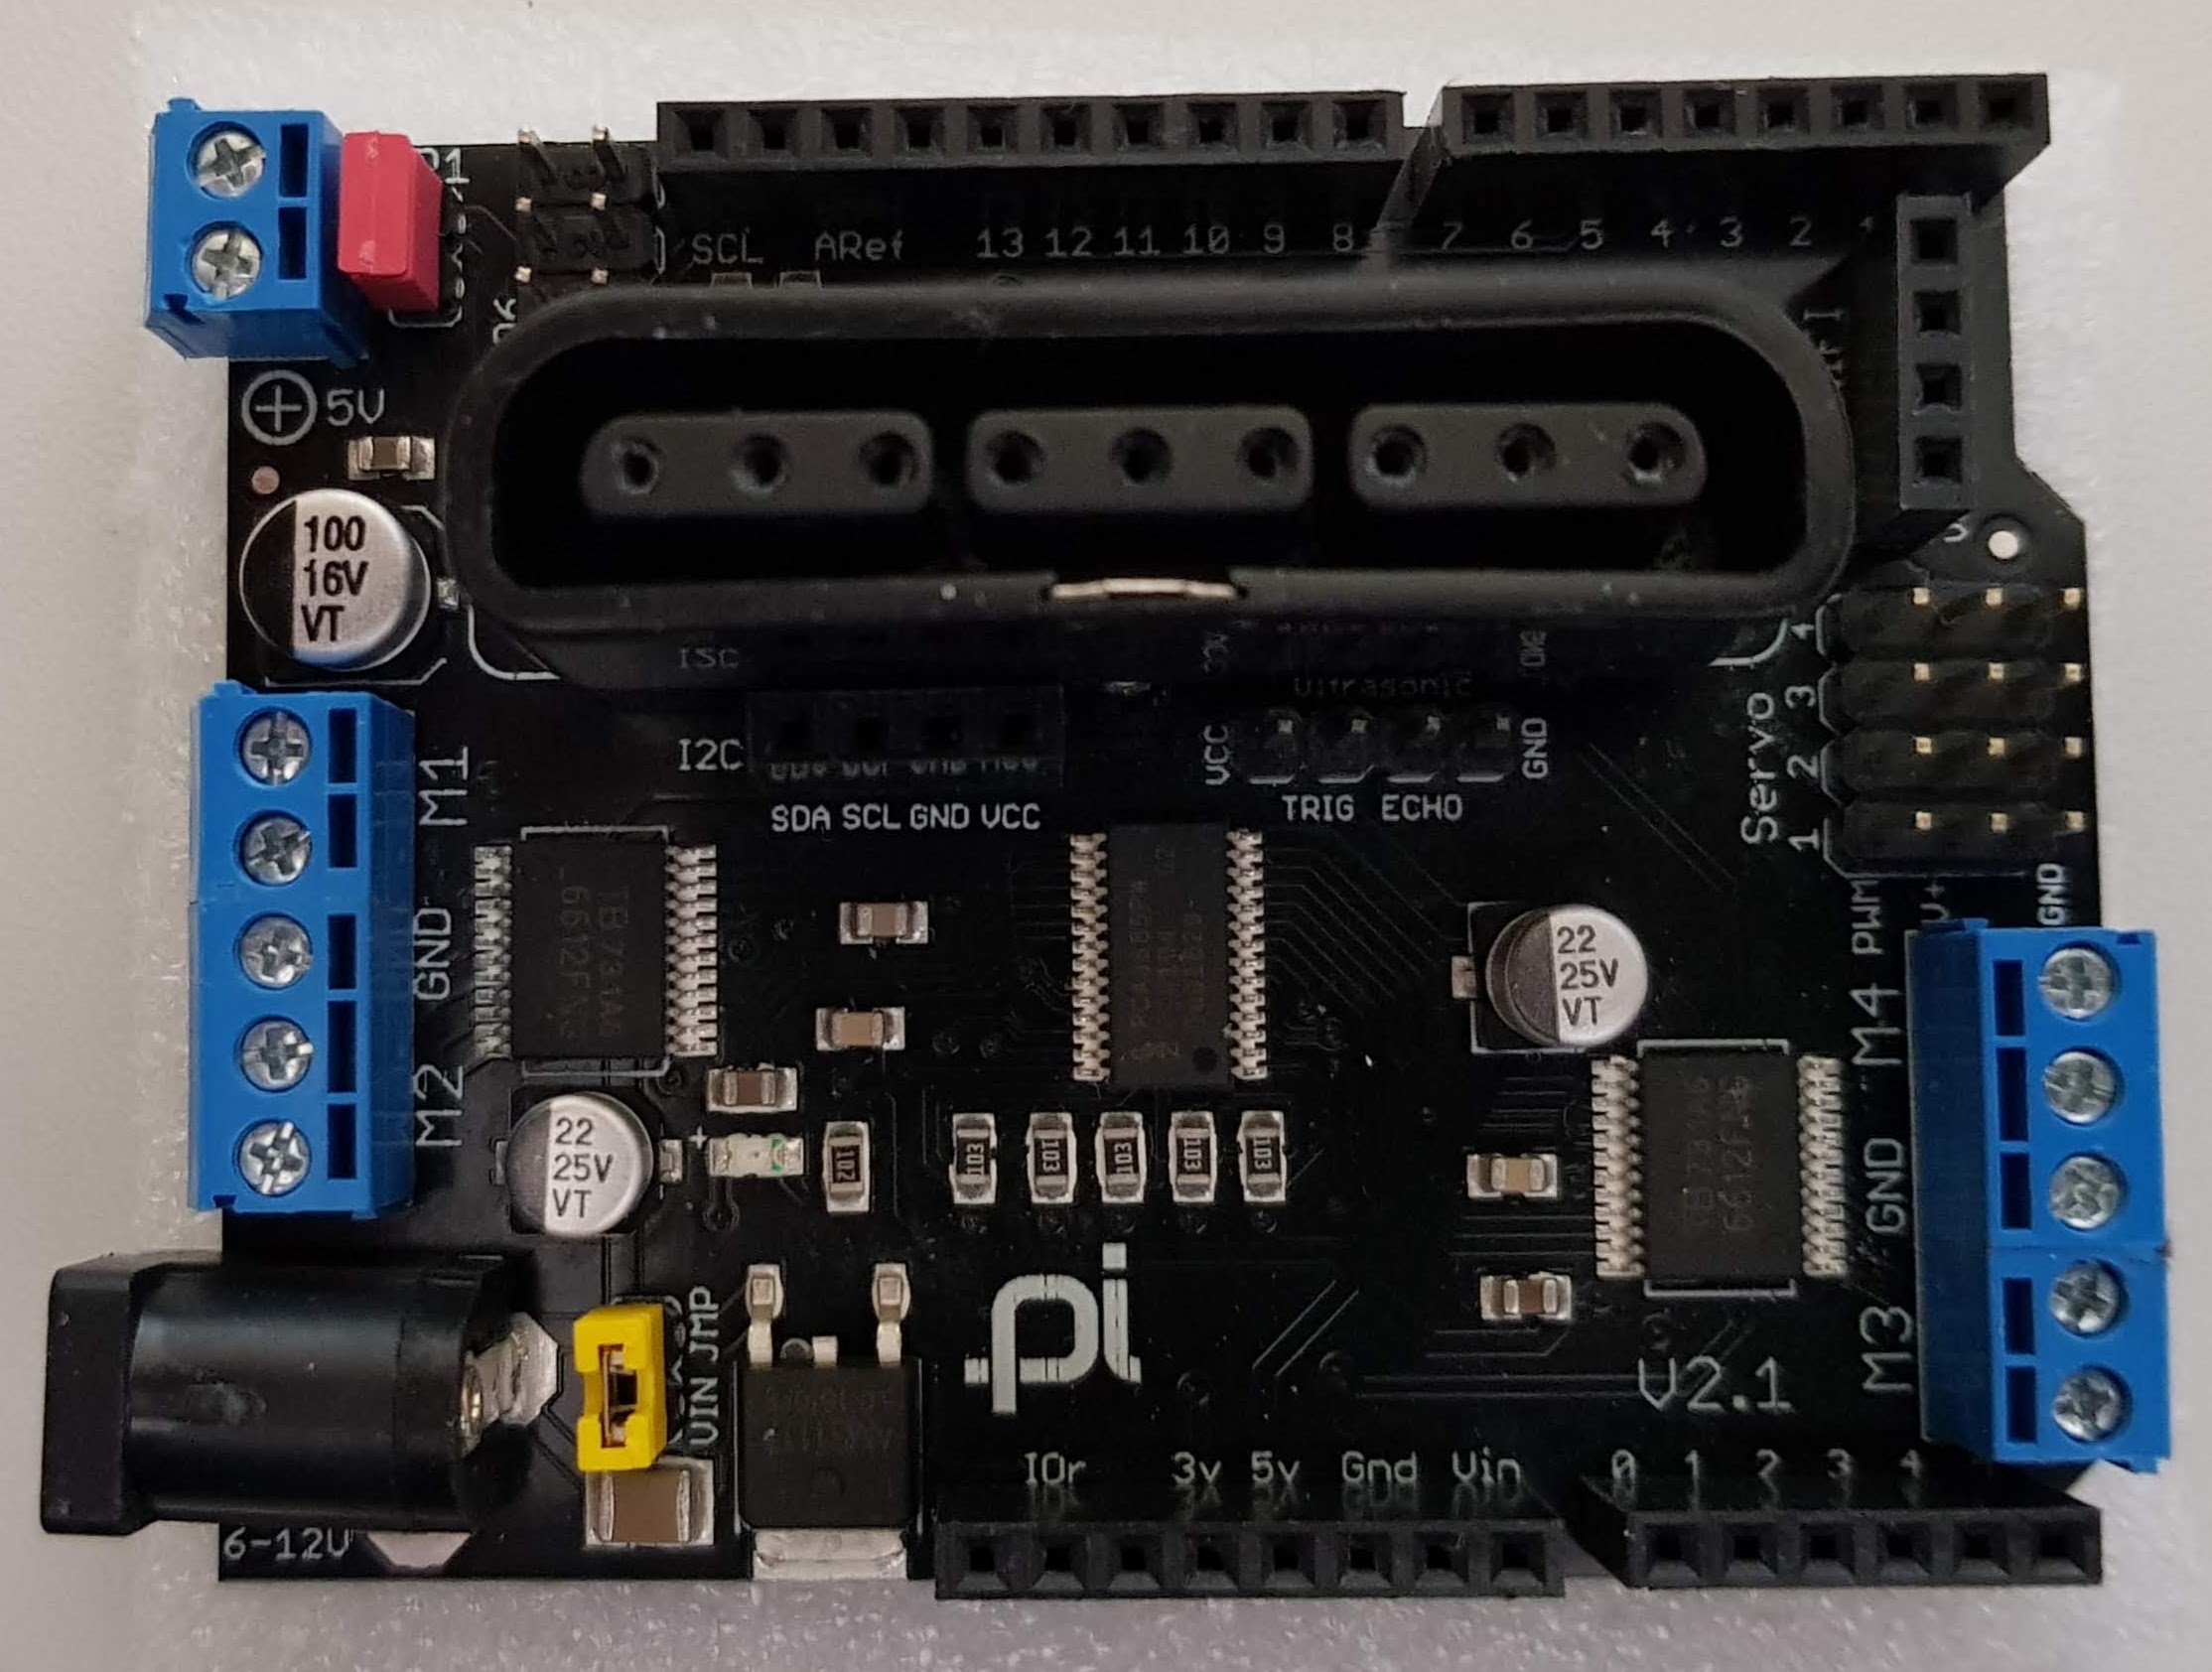 SCL ARef 13 12 11 10 9 8 7 6 5 4 3 2 1
5V
100
16V
VT
Ultrasonic
I2C
SDA SCL GND VCC
VCC
TRIG ECHO
GND
M1
GND
M2
Servo
4
3
2
1
PWM
V+
GND
M4
GND
M3
22
25V
VT
22
25V
VT
+
102
103
103
103
103
103
VIN JMP
.pi
V2.1
6-12V
IOr 3v 5v Gnd Vin 0 1 2 3 4